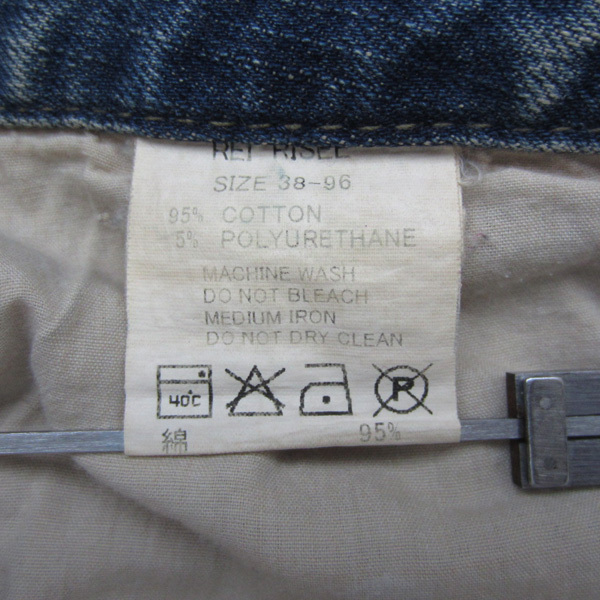 SIZE 38-96
95% COTTON
5% POLYURETHANE
MACHINE WASH
DO NOT BLEACH
MEDIUM IRON
DO NOT DRY CLEAN
40℃ P
綿 95%